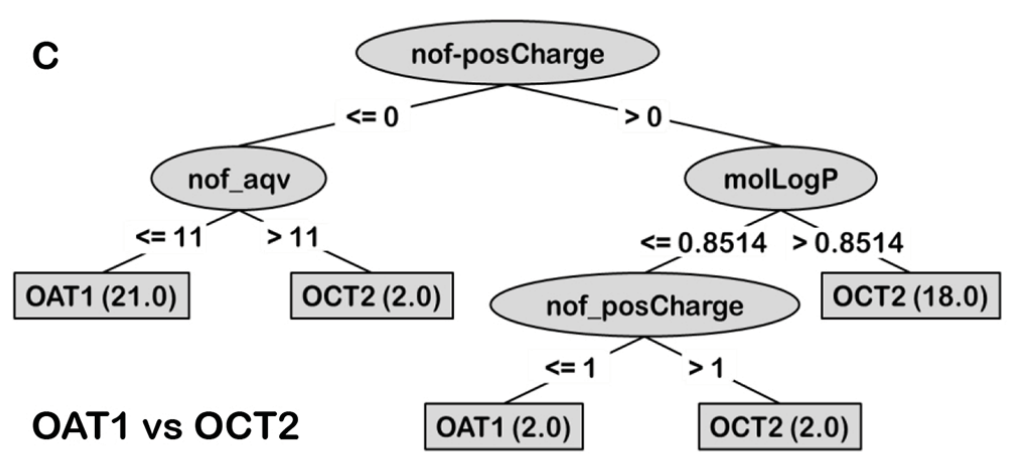 C
nof-posCharge
<= 0
> 0
nof_aqv
molLogP
<= 11
> 11
<= 0.8514
> 0.8514
OAT1 (21.0)
OCT2 (2.0)
nof_posCharge
OCT2 (18.0)
<= 1
> 1
OAT1 (2.0)
OCT2 (2.0)
OAT1 vs OCT2